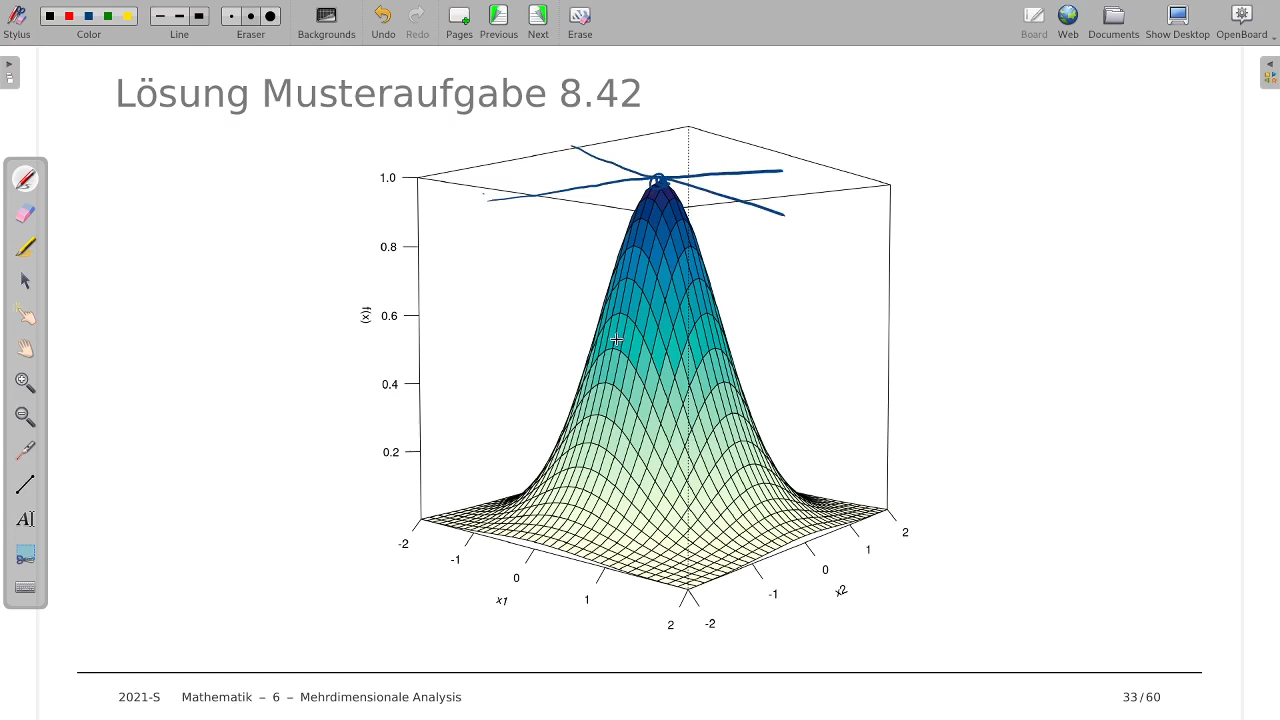 Stylus Color Line Eraser Backgrounds Undo Redo Pages Previous Next Erase Board Web Documents Show Desktop OpenBoard
Lösung Musteraufgabe 8.42
1.0
0.8
0.6
f(x)
0.4
0.2
-2
-1
0
1
2
x1
-2
-1
0
1
2
x2
AI
2021-S Mathematik – 6 – Mehrdimensionale Analysis 33/60